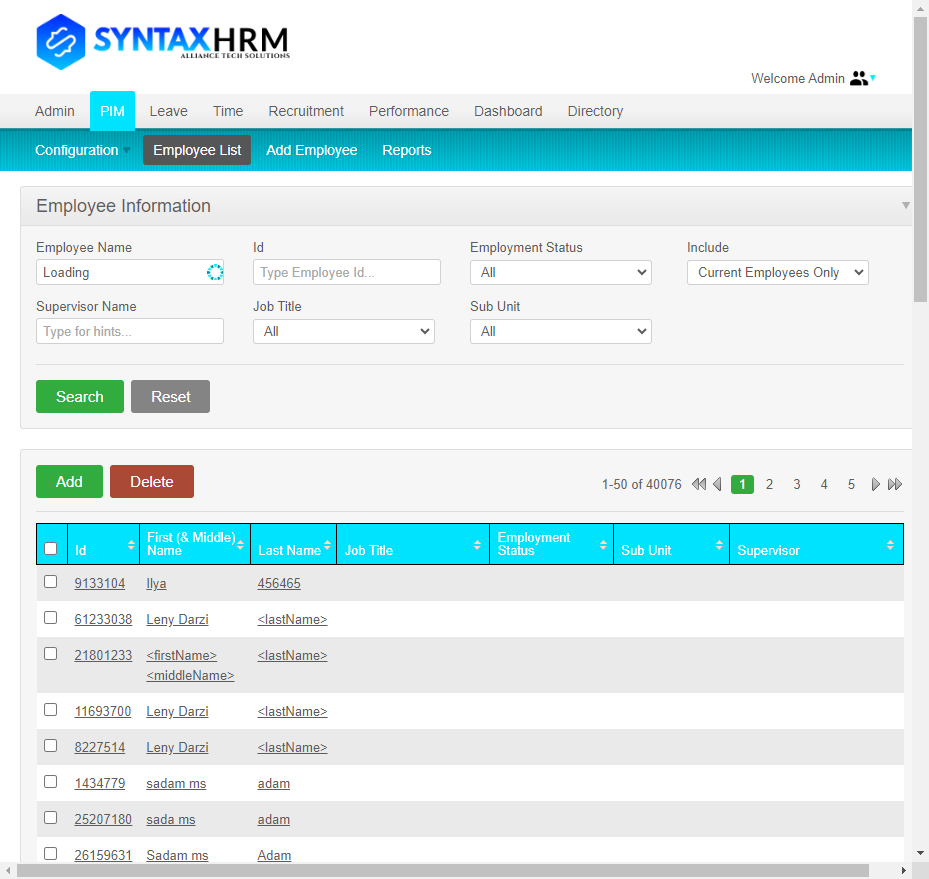 SYNTAXHRM
ALLIANCE TECH SOLUTIONS
Welcome Admin
Admin PIM Leave Time Recruitment Performance Dashboard Directory
Configuration Employee List Add Employee Reports
Employee Information
Employee Name Id Employment Status Include
Loading Type Employee Id... All Current Employees Only
Supervisor Name Job Title Sub Unit
Type for hints... All All
Search Reset
Add Delete 1-50 of 40076 1 2 3 4 5
Id First (& Middle) Name Last Name Job Title Employment Status Sub Unit Supervisor
9133104 Ilya 456465
61233038 Leny Darzi <lastName>
21801233 <firstName> <lastName>
<middleName>
11693700 Leny Darzi <lastName>
8227514 Leny Darzi <lastName>
1434779 sadam ms adam
25207180 sada ms adam
26159631 Sadam ms Adam